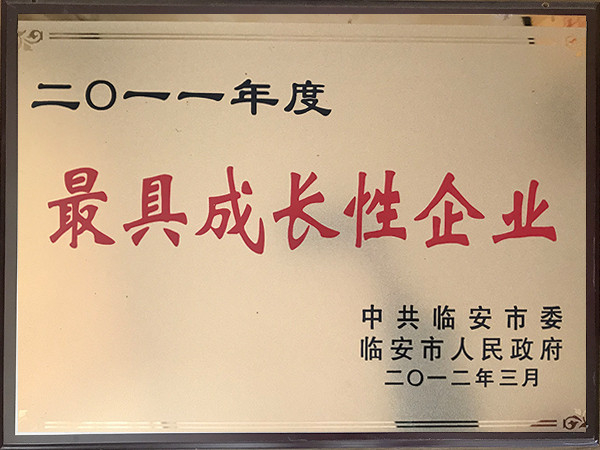 二〇一一年度
最具成长性企业
中共临安市委
临安市人民政府
二〇一二年三月